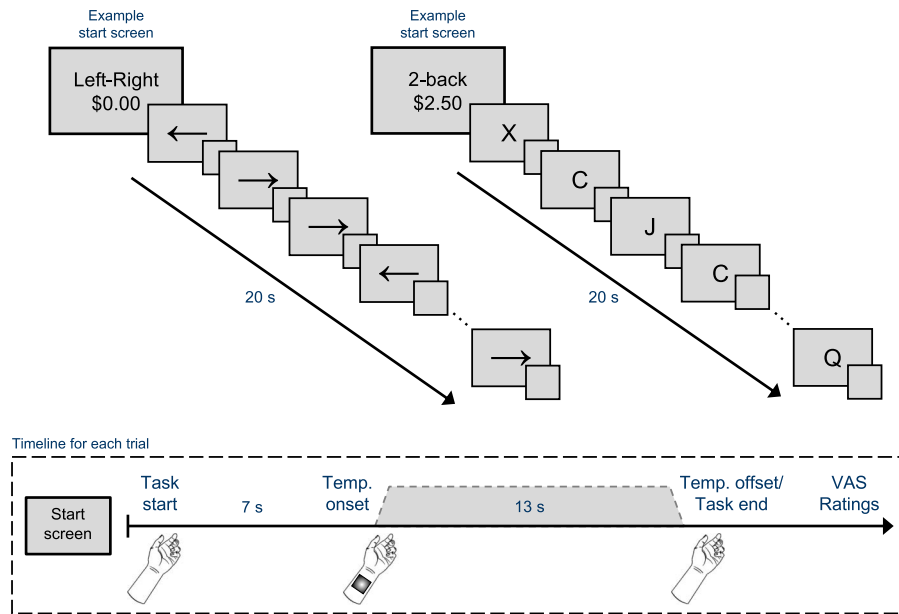 Example
start screen
Left-Right
$0.00
20 s
Example
start screen
2-back
$2.50
X
C
J
C
Q
20 s
Timeline for each trial
Start
screen
Task
start
7 s
Temp.
onset
13 s
Temp. offset/
Task end
VAS
Ratings